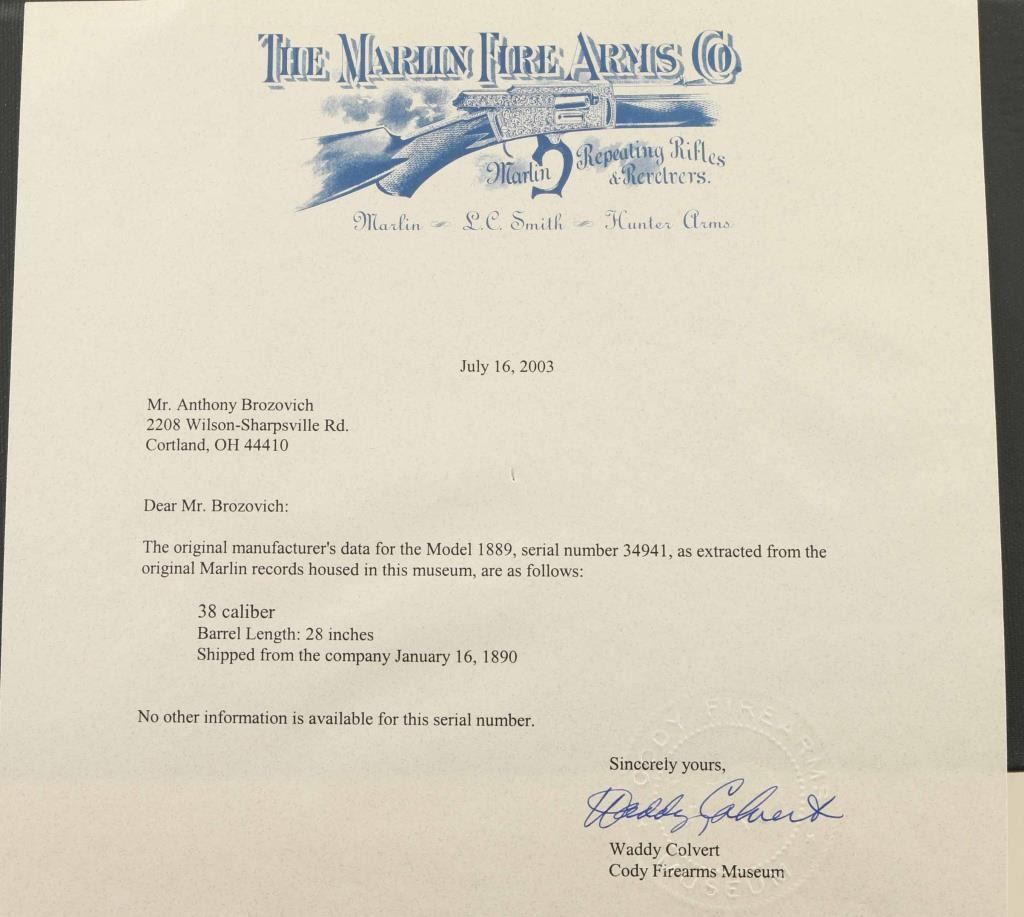 THE MARLIN FIRE ARMS CO
Marlin
Repeating Rifles
& Revolvers.
Marlin ~ L.C. Smith ~ Hunter Arms
July 16, 2003
Mr. Anthony Brozovich
2208 Wilson-Sharpsville Rd.
Cortland, OH 44410
Dear Mr. Brozovich:
The original manufacturer's data for the Model 1889, serial number 34941, as extracted from the
original Marlin records housed in this museum, are as follows:
38 caliber
Barrel Length: 28 inches
Shipped from the company January 16, 1890
No other information is available for this serial number.
Sincerely yours,
Waddy Colvert
Waddy Colvert
Cody Firearms Museum
CODY FIREARMS
MUSEUM